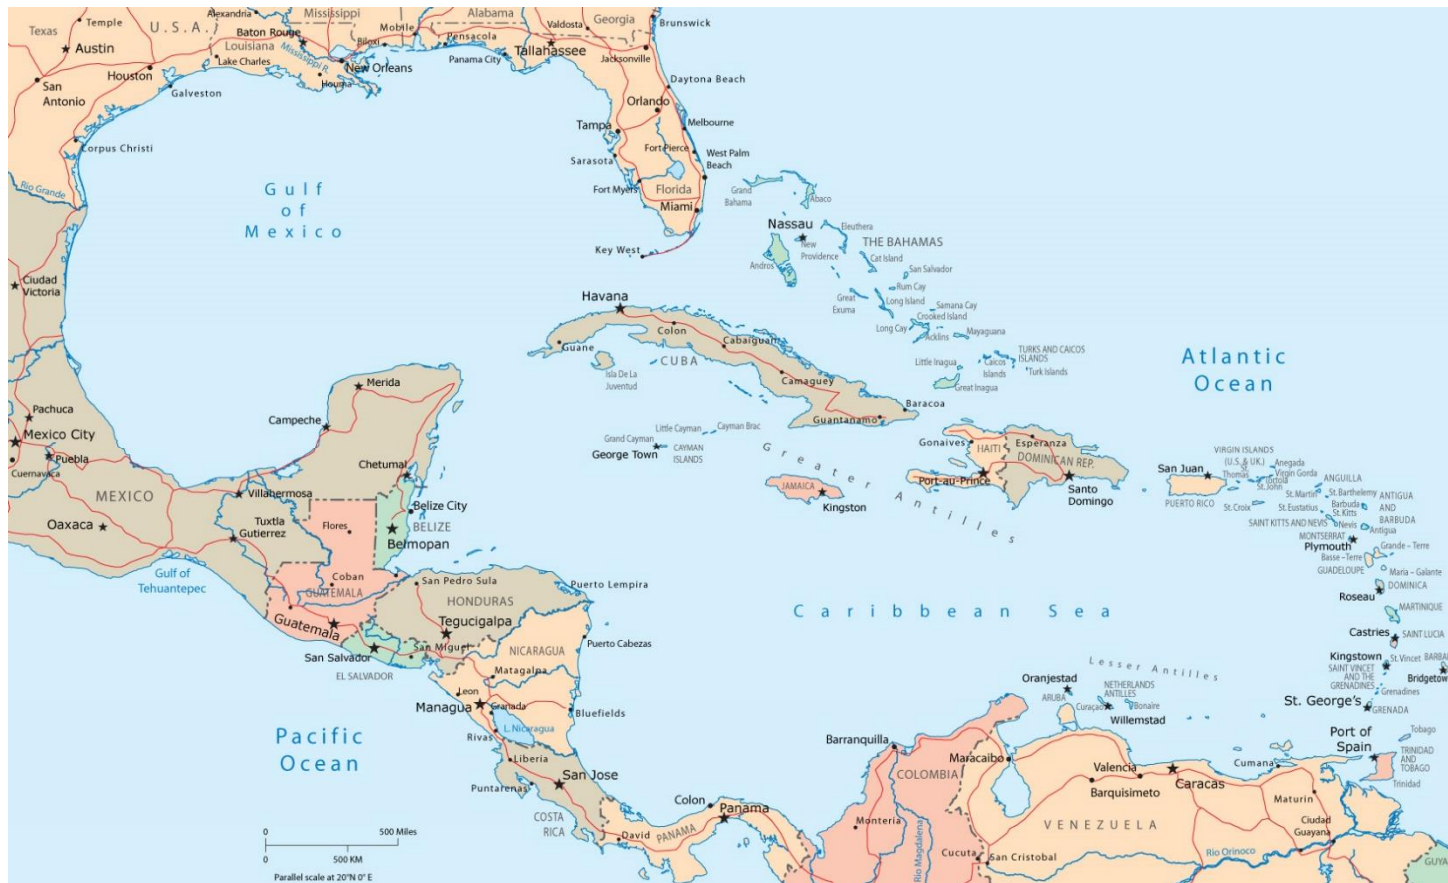 Alexandria
Mississippi
Alabama
Georgia
Brunswick
Temple
Texas
U.S.A.
Baton Rouge
Mobile
Valdosta
Austin
Louisiana
Biloxi
Pensacola
Tallahassee
Lake Charles
Mississippi R.
New Orleans
Panama City
Jacksonville
Houston
Houma
San
Antonio
Galveston
Daytona Beach
Orlando
Corpus Christi
Tampa
Melbourne
Fort Pierce
West Palm
Beach
Sarasota
Rio Grande
Gulf
of
Mexico
Fort Myers
Florida
Miami
Grand
Bahama
Abaco
Key West
Nassau
New
Providence
Eleuthera
THE BAHAMAS
Andros
Cat Island
San Salvador
Ciudad
Victoria
Rum Cay
Great
Exuma
Long Island
Samana Cay
Crooked Island
Long Cay
Acklins
Mayaguana
Havana
Colon
Cabaiguan
Guane
CUBA
Isla De La
Juventud
Camaguey
Little Inagua
Caicos
Islands
TURKS AND CAICOS
ISLANDS
Turk Islands
Great Inagua
Atlantic
Ocean
Merida
Baracoa
Guantanamo
Pachuca
Campeche
Mexico City
Puebla
Cuernavaca
Little Cayman
Cayman Brac
Grand Cayman
George Town
CAYMAN
ISLANDS
Greater Antilles
Gonaives
HAITI
Esperanza
DOMINICAN REP.
Port-au-Prince
Santo
Domingo
Chetumal
JAMAICA
Kingston
San Juan
PUERTO RICO
VIRGIN ISLANDS
(U.S. & UK.)
St.
Thomas
Anegada
Virgin Gorda
Tortola
St. John
St. Croix
ANGUILLA
St. Martin
St. Barthelemy
St. Eustatius
Barbuda
St. Kitts
ANTIGUA
AND
BARBUDA
SAINT KITTS AND NEVIS
Nevis
Antigua
MONTSERRAT
Plymouth
Grande – Terre
Basse – Terre
GUADELOUPE
Maria – Galante
MEXICO
Villahermosa
Belize City
BELIZE
Belmopan
Flores
Oaxaca
Tuxtla
Gutierrez
Gulf of
Tehuantepec
Coban
GUATEMALA
San Pedro Sula
Puerto Lempira
HONDURAS
Guatemala
Tegucigalpa
Caribbean Sea
DOMINICA
Roseau
MARTINIQUE
San Salvador
San Miguel
NICARAGUA
Puerto Cabezas
Castries
SAINT LUCIA
EL SALVADOR
Matagalpa
Lesser Antilles
Kingstown
St. Vincet
BARBA
SAINT VINCET
AND THE
GRENADINES
Bridgetow
Leon
Managua
Granada
Bluefields
Oranjestad
ARUBA
NETHERLANDS
ANTILLES
Curaçao
Bonaire
Willemstad
Grenadines
St. George's
GRENADA
L. Nicaragua
Rivas
Pacific
Ocean
Barranquilla
Maracaibo
Port of
Spain
Tobago
TRINIDAD
AND
TOBAGO
Trinidad
Liberia
San Jose
Puntarenas
COLOMBIA
Valencia
Caracas
Cumana
Barquisimeto
Maturin
COSTA
RICA
Colon
Panama
David
PANAMA
Monteria
Rio Magdalena
VENEZUELA
Ciudad
Guayana
Cucuta
San Cristobal
Rio Orinoco
GUYA
0
500 Miles
0
500 KM
Parallel scale at 20°N 0° E